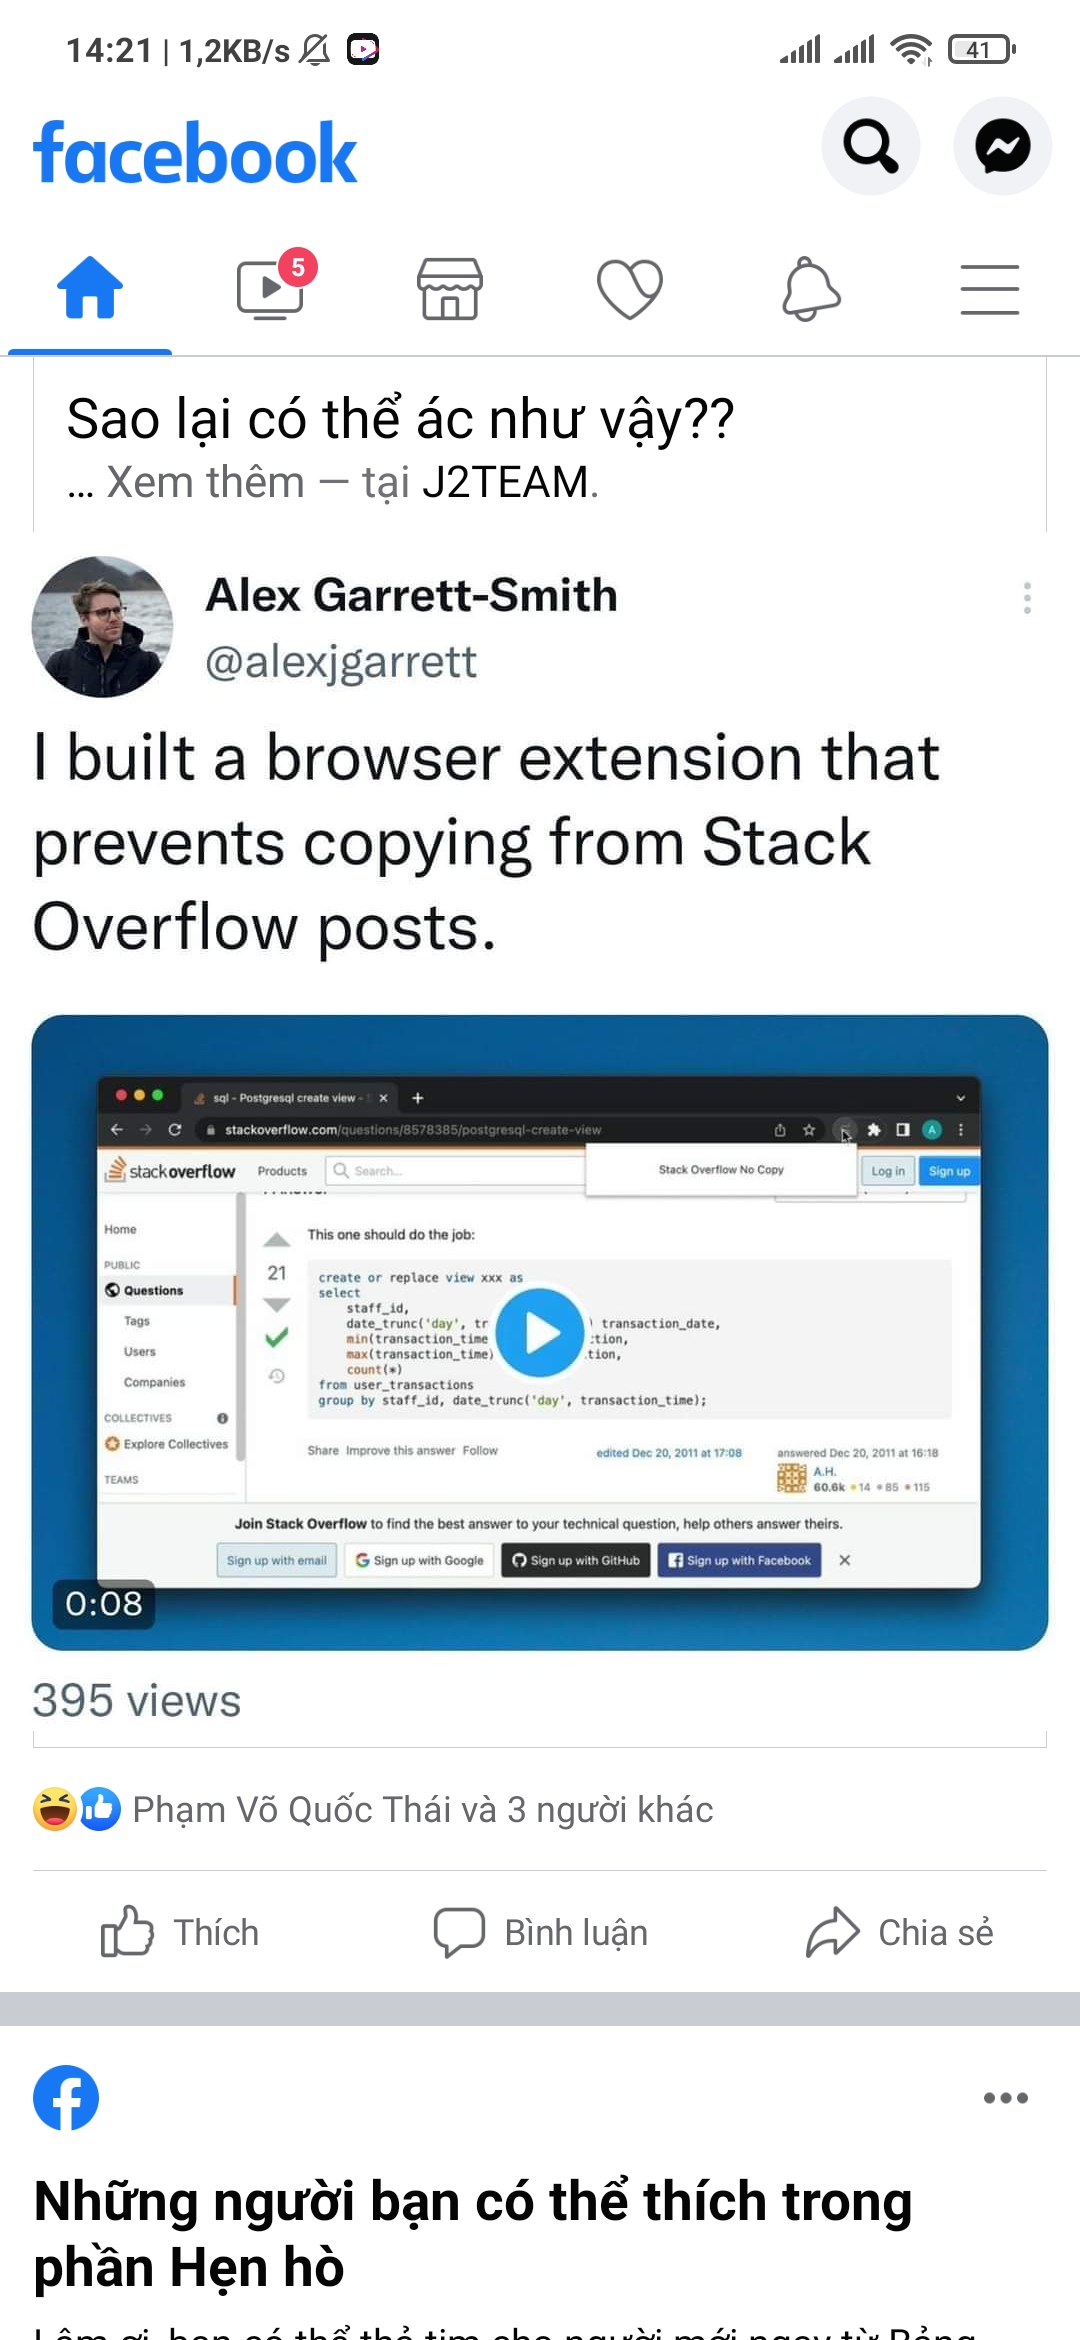 14:21 | 1,2KB/s
41
facebook
5
Sao lại có thể ác như vậy??
... Xem thêm — tại J2TEAM.
Alex Garrett-Smith
@alexjgarrett
I built a browser extension that
prevents copying from Stack
Overflow posts.
sql - Postgresql create view -
stackoverflow.com/questions/8578385/postgresql-create-view
A
stackoverflow
Products
Search...
Stack Overflow No Copy
Log in
Sign up
Home
PUBLIC
Questions
Tags
Users
Companies
COLLECTIVES
Explore Collectives
TEAMS
This one should do the job:
21
create or replace view xxx as
select
staff_id,
date_trunc('day', tr ) transaction_date,
min(transaction_time :tion,
max(transaction_time) .tion,
count(*)
from user_transactions
group by staff_id, date_trunc('day', transaction_time);
Share Improve this answer Follow
edited Dec 20, 2011 at 17:08
answered Dec 20, 2011 at 16:18
A.H.
60.6k 14 85 115
Join Stack Overflow to find the best answer to your technical question, help others answer theirs.
Sign up with email
G Sign up with Google
Sign up with GitHub
Sign up with Facebook
0:08
395 views
Phạm Võ Quốc Thái và 3 người khác
Thích
Bình luận
Chia sẻ
Những người bạn có thể thích trong
phần Hẹn hò